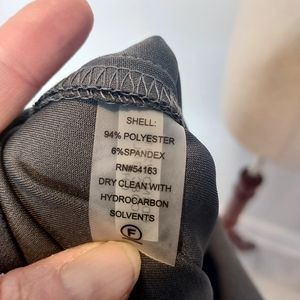 SHELL:
94% POLYESTER
6%SPANDEX
RN#54163
DRY CLEAN WITH
HYDROCARBON
SOLVENTS
F